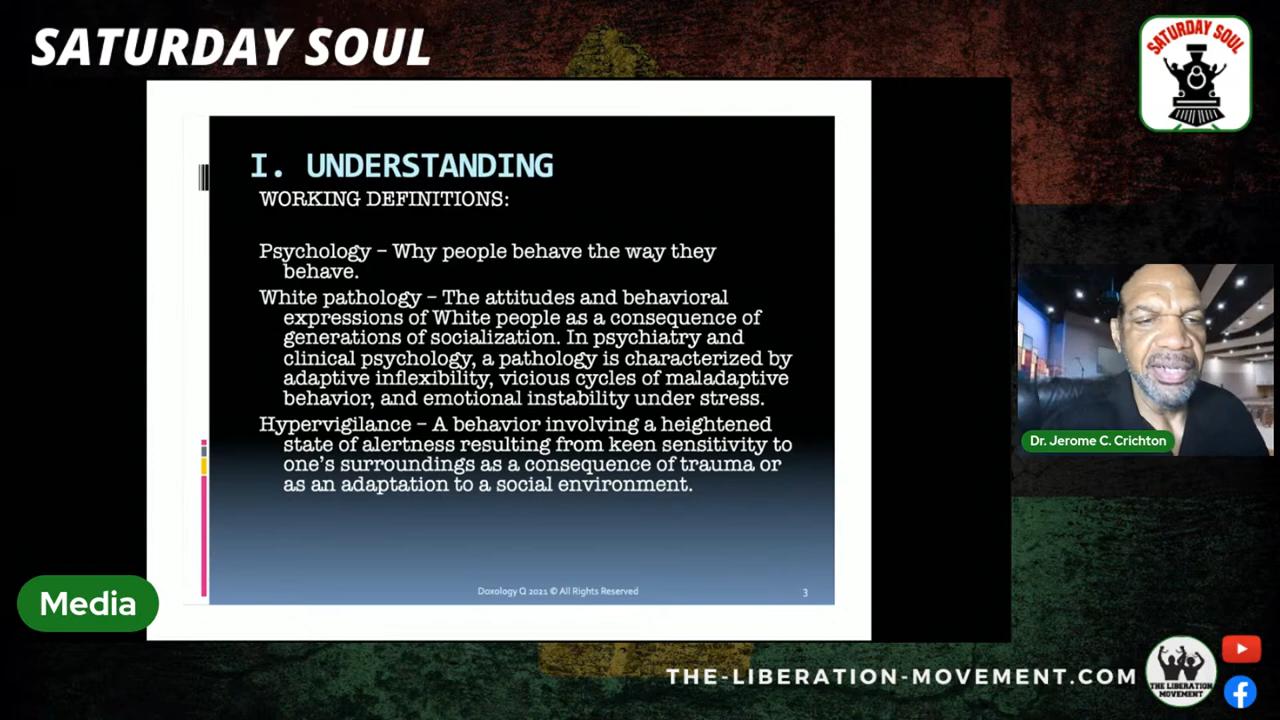 SATURDAY SOUL
SATURDAY SOUL
I. UNDERSTANDING
WORKING DEFINITIONS:
Psychology – Why people behave the way they
behave.
White pathology – The attitudes and behavioral
expressions of White people as a consequence of
generations of socialization. In psychiatry and
clinical psychology, a pathology is characterized by
adaptive inflexibility, vicious cycles of maladaptive
behavior, and emotional instability under stress.
Hypervigilance – A behavior involving a heightened
state of alertness resulting from keen sensitivity to
one's surroundings as a consequence of trauma or
as an adaptation to a social environment.
Doxology Q 2021 © All Rights Reserved
3
Dr. Jerome C. Crichton
Media
THE-LIBERATION-MOVEMENT.COM
THE LIBERATION
MOVEMENT